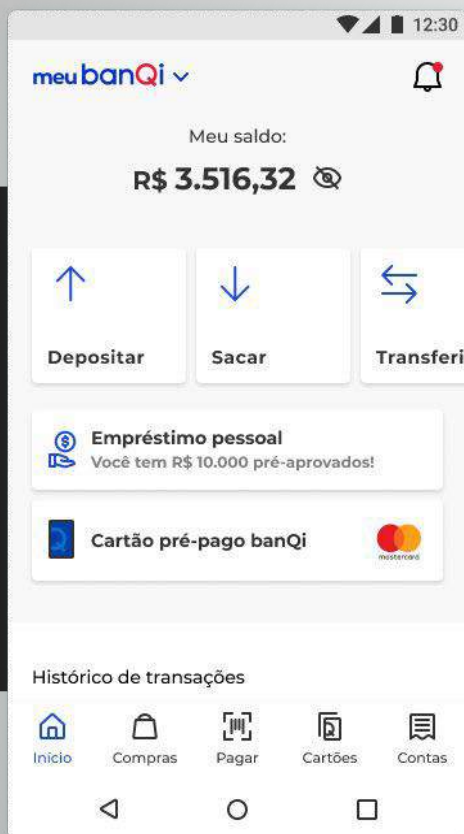 12:30
meu banQi
Meu saldo:
R$ 3.516,32
Depositar
Sacar
Transferi
Empréstimo pessoal
Você tem R$ 10.000 pré-aprovados!
Cartão pré-pago banQi
mastercard
Histórico de transações
Início
Compras
Pagar
Cartões
Contas